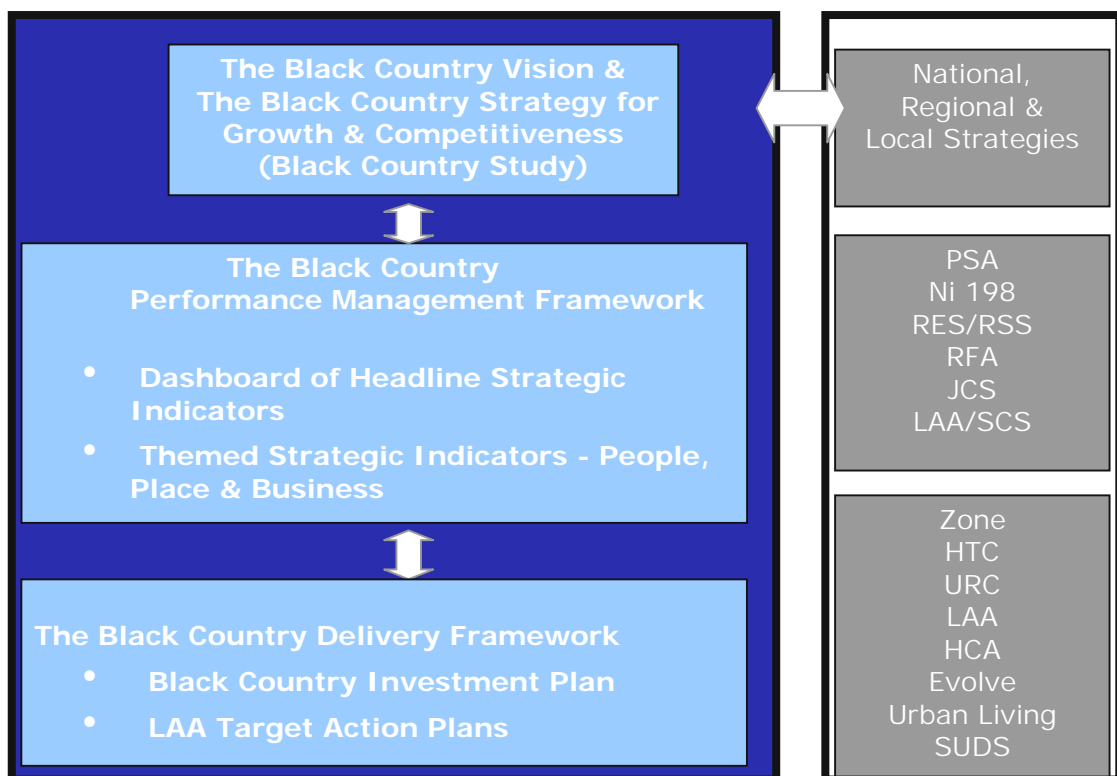 The Black Country Vision &
The Black Country Strategy for
Growth & Competitiveness
(Black Country Study)
The Black Country
Performance Management Framework
• Dashboard of Headline Strategic
Indicators
• Themed Strategic Indicators - People,
Place & Business
The Black Country Delivery Framework
• Black Country Investment Plan
• LAA Target Action Plans
National,
Regional &
Local Strategies
PSA
Ni 198
RES/RSS
RFA
JCS
LAA/SCS
Zone
HTC
URC
LAA
HCA
Evolve
Urban Living
SUDS